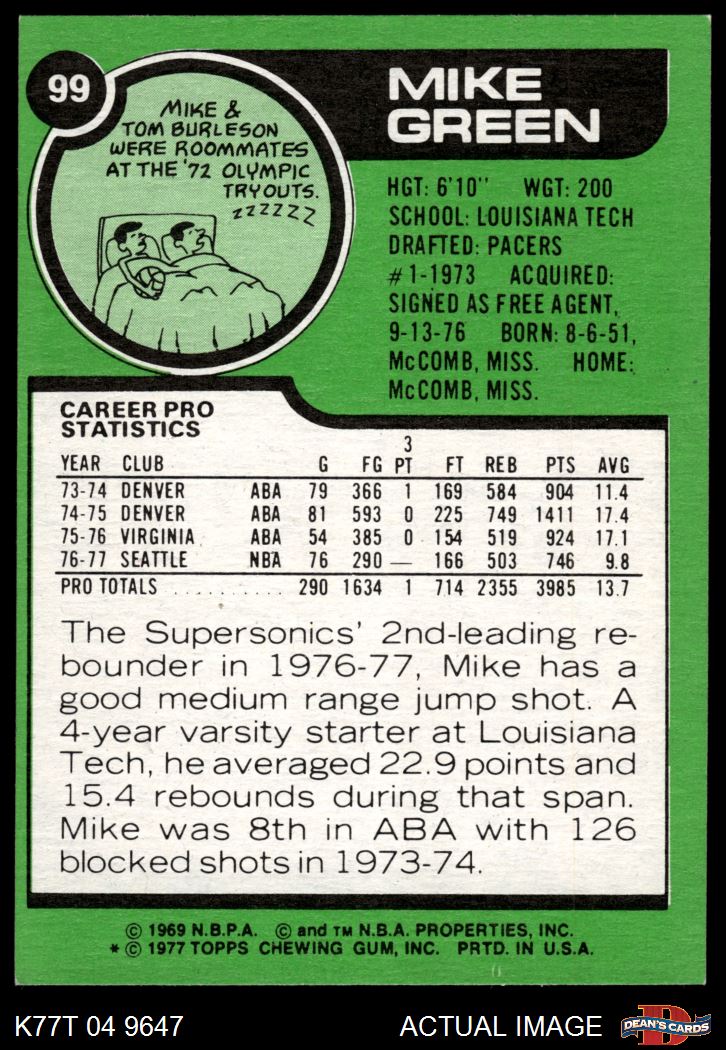 99
MIKE
GREEN
MIKE &
TOM BURLESON
WERE ROOMMATES
AT THE '72 OLYMPIC
TRYOUTS.
ZZZZZZ
HGT: 6'10" WGT: 200
SCHOOL: LOUISIANA TECH
DRAFTED: PACERS
#1-1973 ACQUIRED:
SIGNED AS FREE AGENT,
9-13-76 BORN: 8-6-51,
McCOMB, MISS. HOME:
McCOMB, MISS.
CAREER PRO
STATISTICS
YEAR CLUB G FG 3 PT FT REB PTS AVG
73-74 DENVER ABA 79 366 1 169 584 904 11.4
74-75 DENVER ABA 81 593 0 225 749 1411 17.4
75-76 VIRGINIA ABA 54 385 0 154 519 924 17.1
76-77 SEATTLE NBA 76 290 — 166 503 746 9.8
PRO TOTALS .......... 290 1634 1 714 2355 3985 13.7
The Supersonics' 2nd-leading re-
bounder in 1976-77, Mike has a
good medium range jump shot. A
4-year varsity starter at Louisiana
Tech, he averaged 22.9 points and
15.4 rebounds during that span.
Mike was 8th in ABA with 126
blocked shots in 1973-74.
© 1969 N.B.P.A. © and TM N.B.A. PROPERTIES, INC.
* © 1977 TOPPS CHEWING GUM, INC. PRTD. IN U.S.A.
K77T 04 9647 ACTUAL IMAGE
D
DEAN'S CARDS